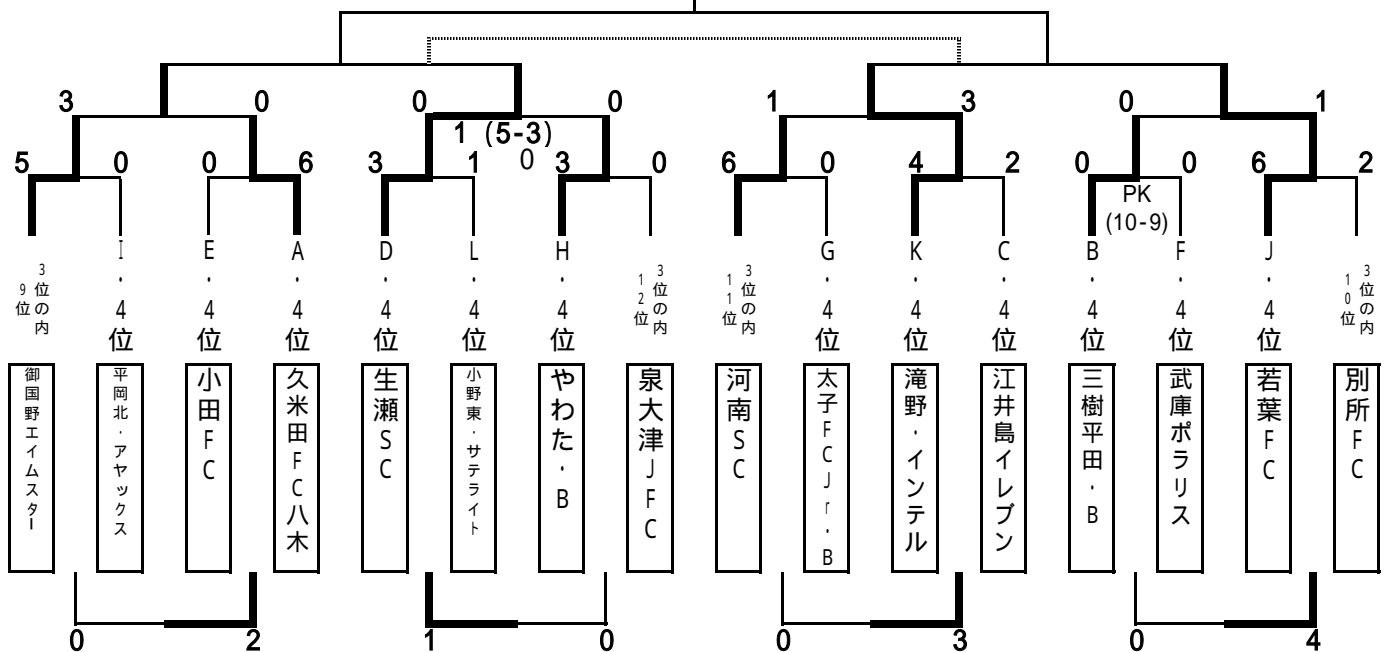 3 0 0 0 1 3 0 1
1 (5-3)
5 0 0 6 3 1 0 3 0 6 0 4 2 0 0 6 2
PK
(10-9)
3位の内
9位
I・4位
E・4位
A・4位
D・4位
L・4位
H・4位
3位の内
12位
3位の内
11位
G・4位
K・4位
C・4位
B・4位
F・4位
J・4位
3位の内
10位
御国野エイムスター
平岡北・アヤックス
小田FC
久米田FC八木
生瀬SC
小野東・サテライト
やわた・B
泉大津JFC
河南SC
太子FCJr・B
滝野・インテル
江井島イレブン
三樹平田・B
武庫ポラリス
若葉FC
別所FC
0 2 1 0 0 3 0 4